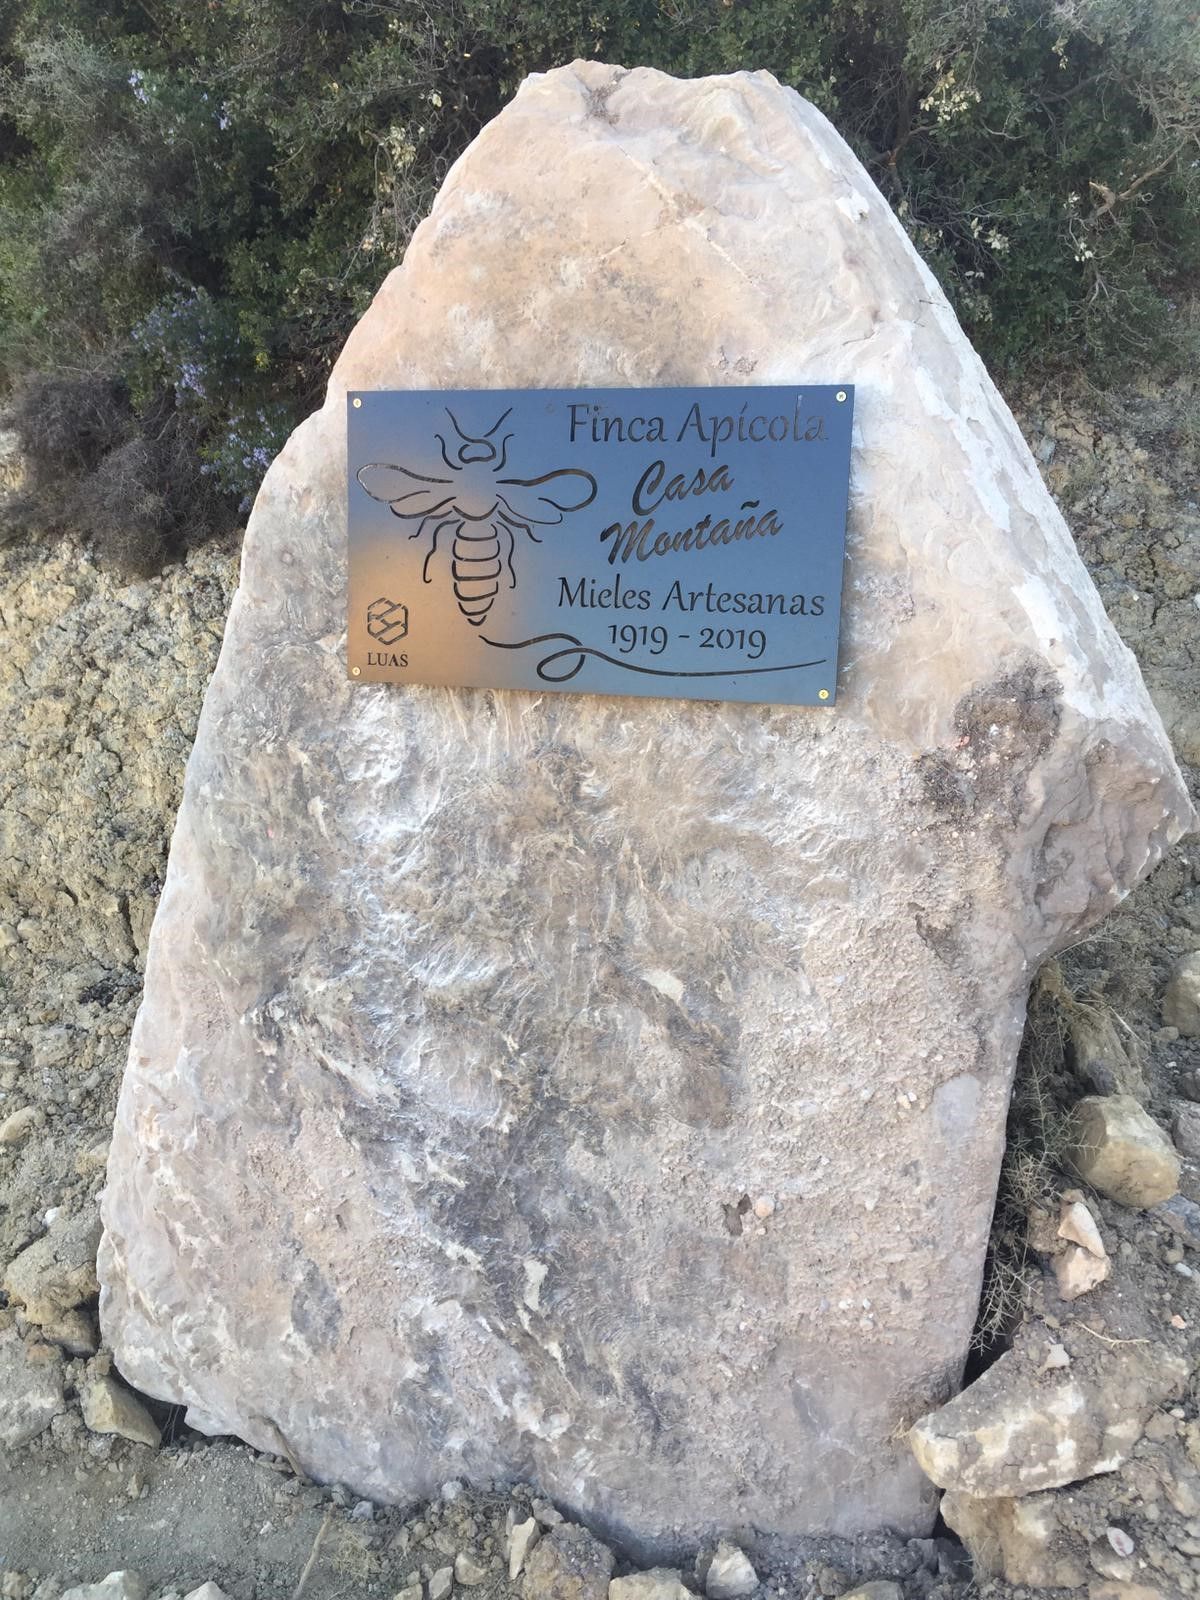 Finca Apícola
Casa
Montaña
Mieles Artesanas
1919 - 2019
LUAS